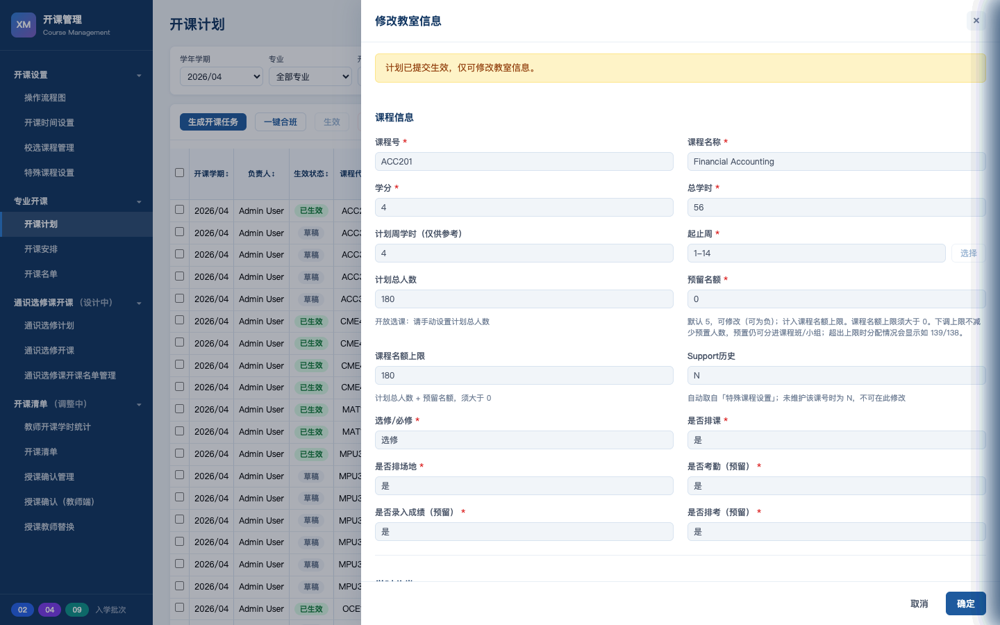 XM
开课管理
Course Management
开课设置
操作流程图
开课时间设置
校选课程管理
特殊课程设置
专业开课
开课计划
开课安排
开课名单
通识选修课开课（设计中）
通识选修计划
通识选修开课
通识选修课开课名单管理
开课清单（调整中）
教师开课学时统计
开课清单
授课确认管理
授课确认（教师端）
授课教师替换
02 04 09 入学批次
开课计划
学年学期 专业
2026/04 全部专业
生成开课任务 一键合班 生效
开课学期↕ 负责人↕ 生效状态↕ 课程代
2026/04 Admin User 已生效 ACC2
2026/04 Admin User 草稿 ACC3
2026/04 Admin User 草稿 ACC3
2026/04 Admin User 草稿 ACC3
2026/04 Admin User 草稿 ACC3
2026/04 Admin User 已生效 CME4
2026/04 Admin User 已生效 CME4
2026/04 Admin User 已生效 CME4
2026/04 Admin User 已生效 CME4
2026/04 Admin User 已生效 MAT
2026/04 Admin User 已生效 MAT
2026/04 Admin User 已生效 MPU3
2026/04 Admin User 草稿 MPU3
2026/04 Admin User 草稿 MPU3
2026/04 Admin User 草稿 MPU3
2026/04 Admin User 草稿 MPU3
2026/04 Admin User 草稿 MPU3
2026/04 Admin User 草稿 MPU3
2026/04 Admin User 已生效 OCE
修改教室信息
×
计划已提交生效，仅可修改教室信息。
课程信息
课程号 * 课程名称 *
ACC201 Financial Accounting
学分 * 总学时 *
4 56
计划周学时（仅供参考） 起止周 *
4 1-14 选择
计划总人数 预留名额 *
180 0
开放选课：请手动设置计划总人数 默认 5，可修改（可为负）；计入课程名额上限。课程名额上限须大于 0。下调上限不减
少预置人数，预置仍可分进课程班/小组；超出上限时分配情况会显示如 139/138。
课程名额上限 Support历史
180 N
计划总人数 + 预留名额，须大于 0 自动取自「特殊课程设置」；未维护该课号时为 N，不可在此修改
选修/必修 * 是否排课 *
选修 是
是否排场地 * 是否考勤（预留） *
是 是
是否录入成绩（预留） * 是否排考（预留） *
是 是
取消 确定